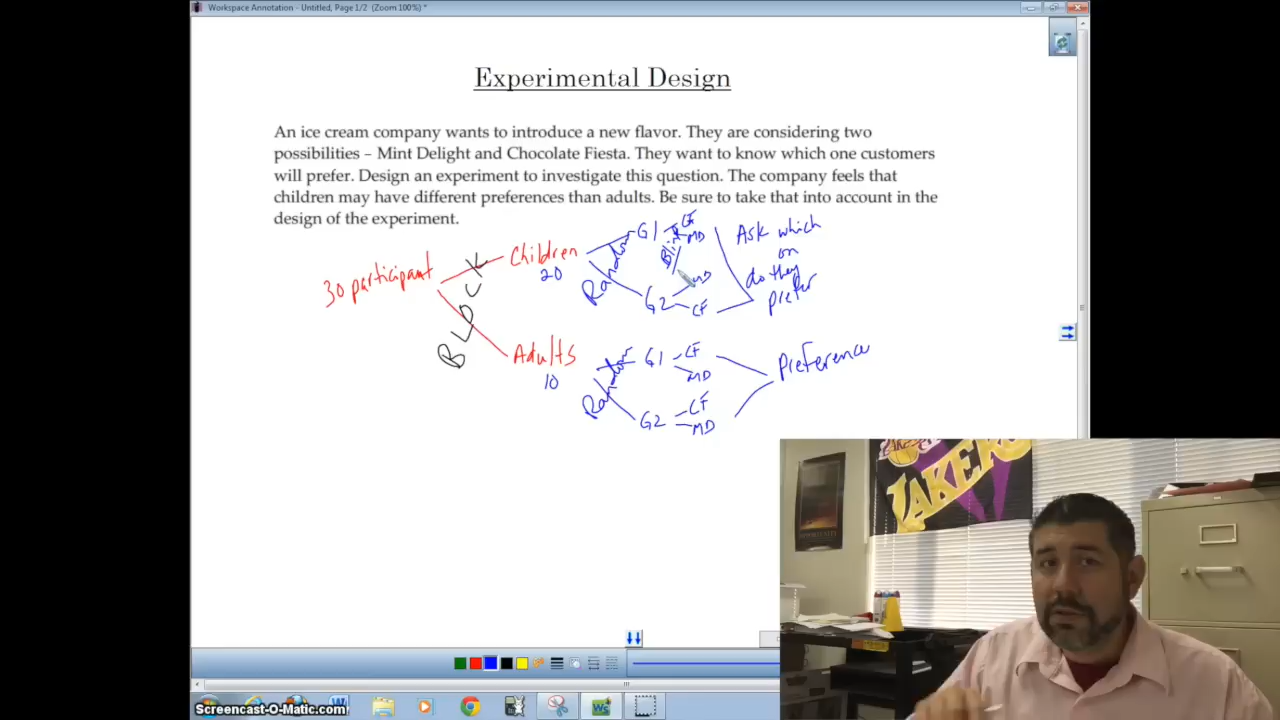 Workspace Annotation - Untitled, Page 1/2 (Zoom 100%) *
Experimental Design
An ice cream company wants to introduce a new flavor. They are considering two
possibilities – Mint Delight and Chocolate Fiesta. They want to know which one customers
will prefer. Design an experiment to investigate this question. The company feels that
children may have different preferences than adults. Be sure to take that into account in the
design of the experiment.
30 participant
BLOCK
Children
20
Random
G1
CF
MD
Blind
G2
MD
CF
Ask which
on
do they
prefer
Adults
10
Random
G1
CF
MD
G2
CF
MD
Preference
LAKERS
OPPORTUNITY
Screencast-O-Matic.com